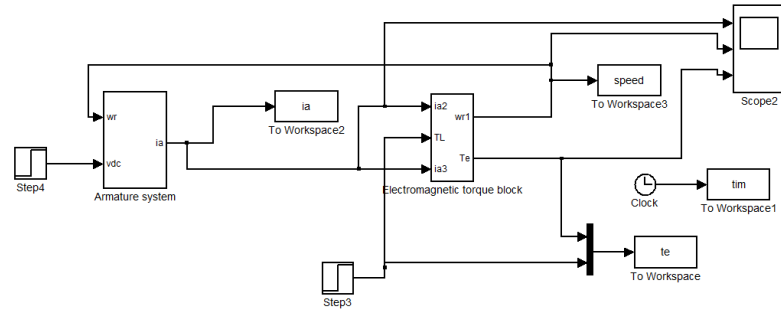 speed
To Workspace3
Scope2
wr
ia
vdc
Armature system
Step4
ia
To Workspace2
ia2
TL
ia3
wr1
Te
Electromagnetic torque block
Clock
tim
To Workspace1
te
To Workspace
Step3